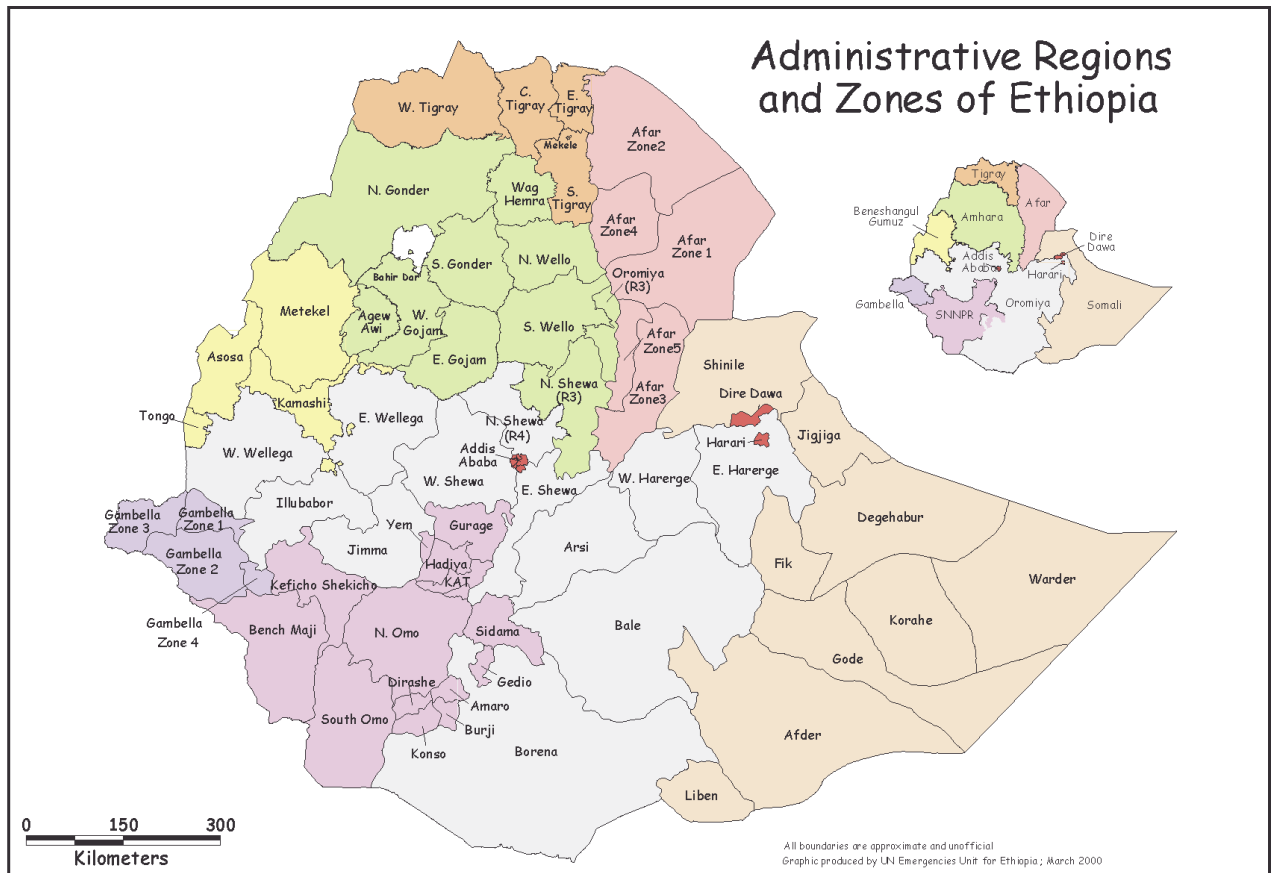 Administrative Regions
and Zones of Ethiopia
W. Tigray
C.
Tigray
E.
Tigray
Mekele
S.
Tigray
Afar
Zone2
N. Gonder
Wag
Hemra
Afar
Zone4
Afar
Zone 1
S. Gonder
N. Wello
Bahir Dar
Oromiya
(R3)
Metekel
Agew
Awi
W.
Gojam
S. Wello
Afar
Zone5
E. Gojam
Asosa
Shinile
N. Shewa
(R3)
Afar
Zone3
Dire Dawa
Kamashi
Tongo
E. Wellega
N. Shewa
(R4)
Harari
Jigjiga
Addis
Ababa
W. Wellega
W. Shewa
E. Shewa
W. Harerge
E. Harerge
Illubabor
Gambella
Zone 3
Gambella
Zone 1
Yem
Gurage
Degehabur
Jimma
Arsi
Gambella
Zone 2
Hadiya
Fik
KAT
Keficho Shekicho
Warder
Gambella
Zone 4
Bench Maji
N. Omo
Sidama
Bale
Korahe
Gode
Dirashe
Gedio
Amaro
South Omo
Burji
Konso
Borena
Afder
Liben
Tigray
Beneshangul
Gumuz
Amhara
Afar
Dire
Dawa
Addis
Ababa
Harari
Gambella
Oromiya
Somali
SNNPR
0 150 300
Kilometers
All boundaries are approximate and unofficial
Graphic produced by UN Emergencies Unit for Ethiopia; March 2000